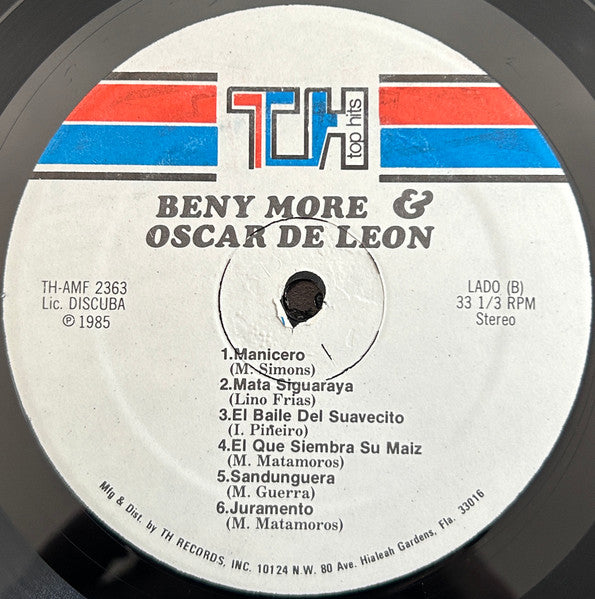 TH top hits
BENY MORE &
OSCAR DE LEON
TH-AMF 2363
Lic. DISCUBA
℗ 1985
LADO (B)
33 1/3 RPM
Stereo
1.Manicero
(M. Simons)
2.Mata Siguaraya
(Lino Frias)
3.El Baile Del Suavecito
(I. Piñeiro)
4.El Que Siembra Su Maiz
(M. Matamoros)
5.Sandunguera
(M. Guerra)
6.Juramento
(M. Matamoros)
Mfg & Dist. by TH RECORDS, INC. 10124 N.W. 80 Ave. Hialeah Gardens, Fla. 33016